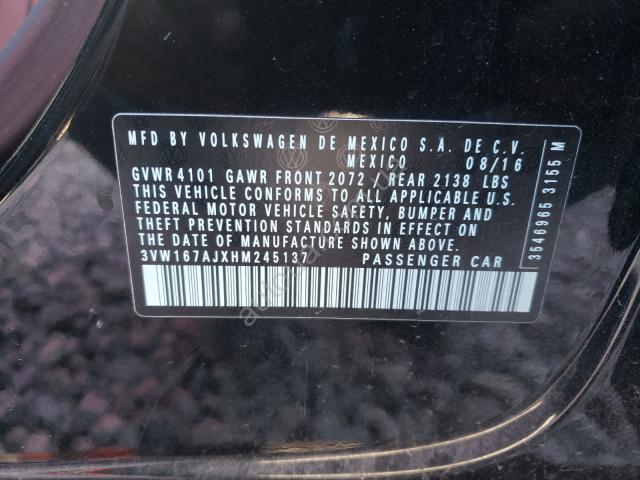 MFD BY VOLKSWAGEN DE MEXICO S.A. DE C.V.
MEXICO 08/16
GVWR 4101 GAWR FRONT 2072 / REAR 2138 LBS
THIS VEHICLE CONFORMS TO ALL APPLICABLE U.S.
FEDERAL MOTOR VEHICLE SAFETY, BUMPER AND
THEFT PREVENTION STANDARDS IN EFFECT ON
THE DATE OF MANUFACTURE SHOWN ABOVE.
3VW167AJXHM245137 PASSENGER CAR
3546965 3155 M